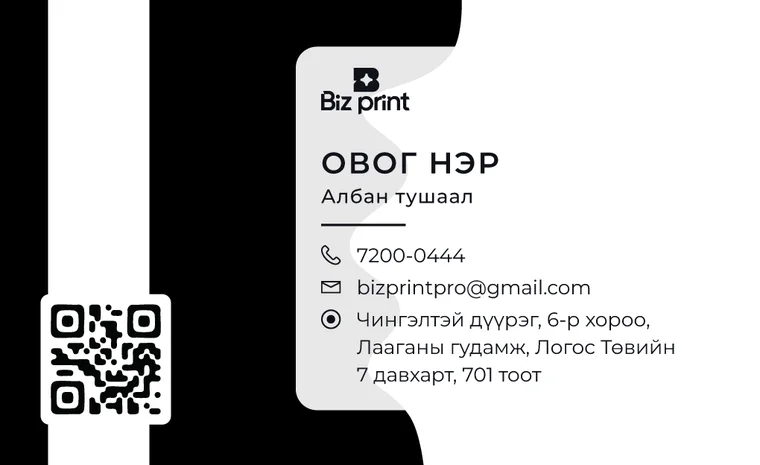 Biz print
ОВОГ НЭР
Албан тушаал
7200-0444
bizprintpro@gmail.com
Чингэлтэй дүүрэг, 6-р хороо,
Лааганы гудамж, Логос Төвийн
7 давхарт, 701 тоот